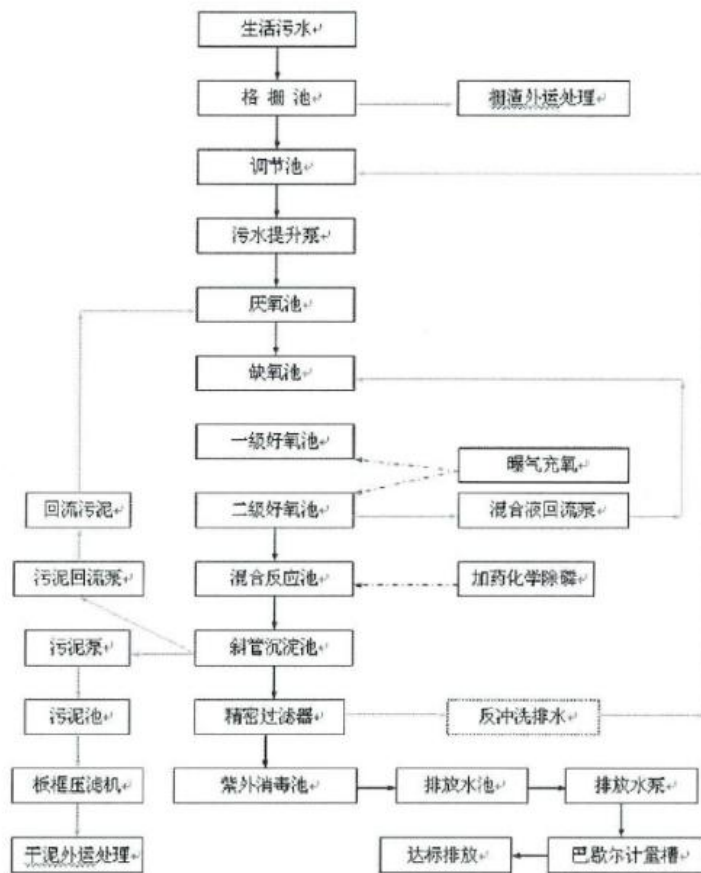 生活污水
格 栅 池
栅渣外运处理
调节池
污水提升泵
厌氧池
缺氧池
一级好氧池
曝气充氧
回流污泥
二级好氧池
混合液回流泵
污泥回流泵
混合反应池
加药化学除磷
污泥泵
斜管沉淀池
污泥池
精密过滤器
反冲洗排水
板框压滤机
紫外消毒池
排放水池
排放水泵
干泥外运处理
达标排放
巴歇尔计量槽